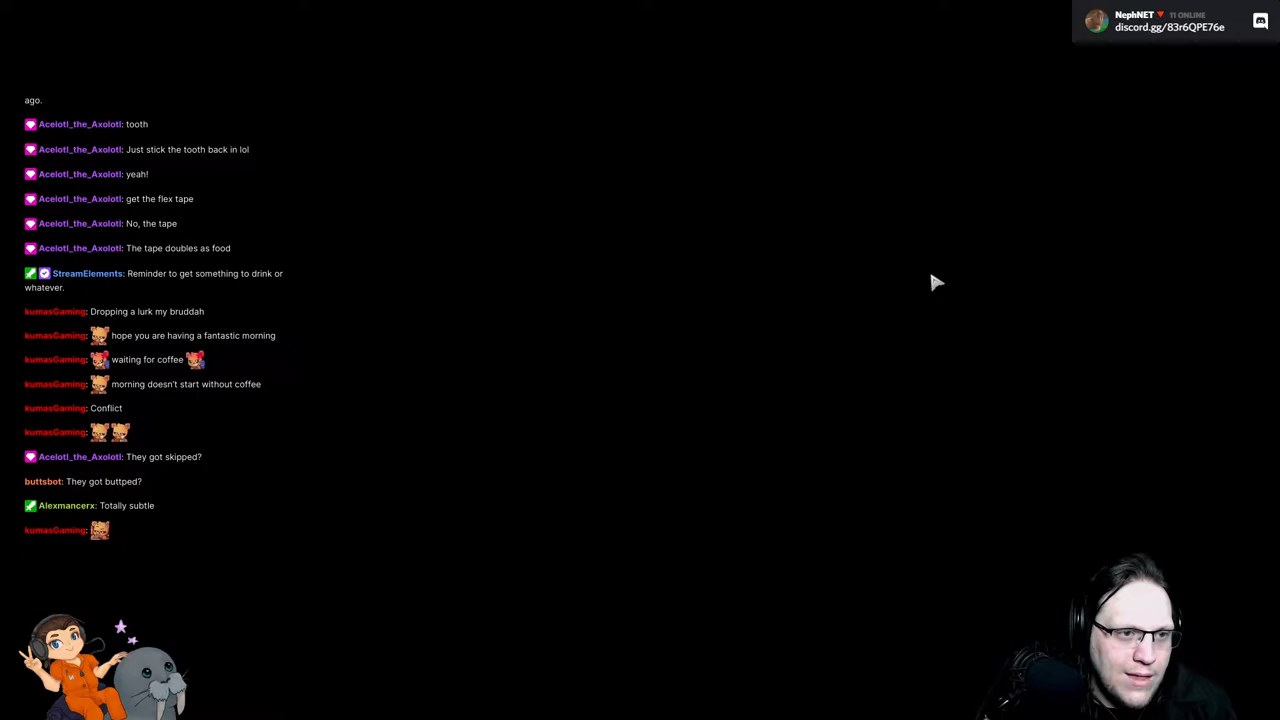 NephNET 11 ONLINE
discord.gg/83r6QPE76e
ago.
Acelotl_the_Axolotl: tooth
Acelotl_the_Axolotl: Just stick the tooth back in lol
Acelotl_the_Axolotl: yeah!
Acelotl_the_Axolotl: get the flex tape
Acelotl_the_Axolotl: No, the tape
Acelotl_the_Axolotl: The tape doubles as food
StreamElements: Reminder to get something to drink or
whatever.
kumasGaming: Dropping a lurk my bruddah
kumasGaming: hope you are having a fantastic morning
kumasGaming: waiting for coffee
kumasGaming: morning doesn't start without coffee
kumasGaming: Conflict
kumasGaming:
Acelotl_the_Axolotl: They got skipped?
buttsbot: They got buttped?
Alexmancerx: Totally subtle
kumasGaming: